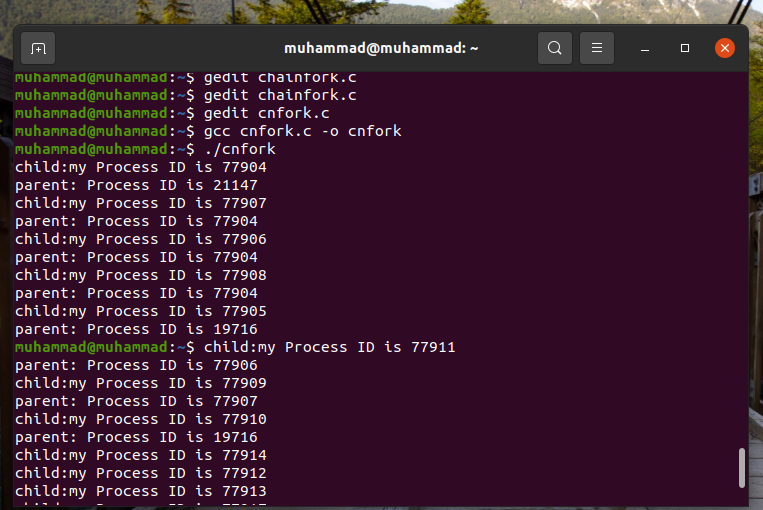 muhammad@muhammad: ~
muhammad@muhammad:~$ gedit chainfork.c
muhammad@muhammad:~$ gedit chainfork.c
muhammad@muhammad:~$ gedit cnfork.c
muhammad@muhammad:~$ gcc cnfork.c -o cnfork
muhammad@muhammad:~$ ./cnfork
child:my Process ID is 77904
parent: Process ID is 21147
child:my Process ID is 77907
parent: Process ID is 77904
child:my Process ID is 77906
parent: Process ID is 77904
child:my Process ID is 77908
parent: Process ID is 77904
child:my Process ID is 77905
parent: Process ID is 19716
muhammad@muhammad:~$ child:my Process ID is 77911
parent: Process ID is 77906
child:my Process ID is 77909
parent: Process ID is 77907
child:my Process ID is 77910
parent: Process ID is 19716
child:my Process ID is 77914
child:my Process ID is 77912
child:my Process ID is 77913